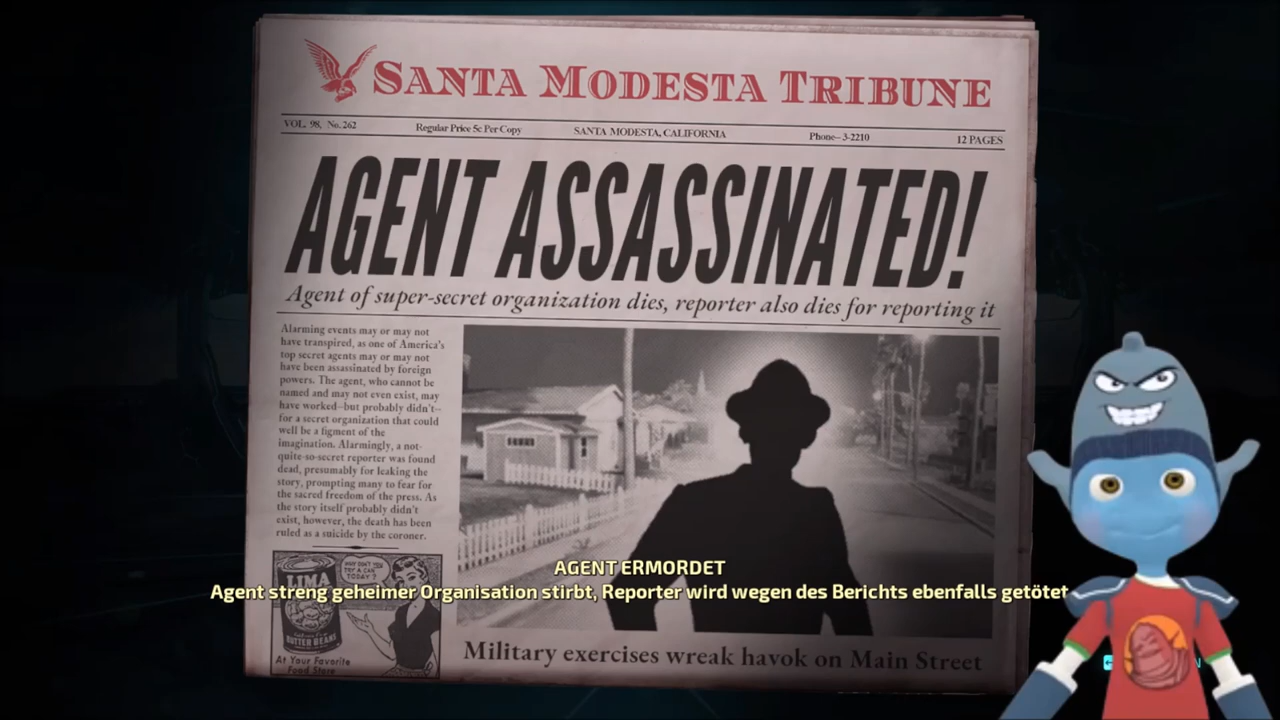 SANTA MODESTA TRIBUNE
VOL. 98, No. 262 Regular Price 5c Per Copy SANTA MODESTA, CALIFORNIA Phone--3-2210 12 PAGES
AGENT ASSASSINATED!
Agent of super-secret organization dies, reporter also dies for reporting it
Alarming events may or may not
have transpired, as one of America's
top secret agents may or may not
have been assassinated by foreign
powers. The agent, who cannot be
named and may not even exist, may
have worked--but probably didn't--
for a secret organization that could
well be a figment of the
imagination. Alarmingly, a not-
quite-so-secret reporter was found
dead, presumably for leaking the
story, prompting many to fear for
the sacred freedom of the press. As
the story itself probably didn't
exist, however, the death has been
ruled as a suicide by the coroner.
WHY DON'T YOU
TRY A CAN
TODAY?
LIMA
BUTTER BEANS
At Your Favorite
Food Store
AGENT ERMORDET
Agent streng geheimer Organisation stirbt, Reporter wird wegen des Berichts ebenfalls getötet
Military exercises wreak havok on Main Street